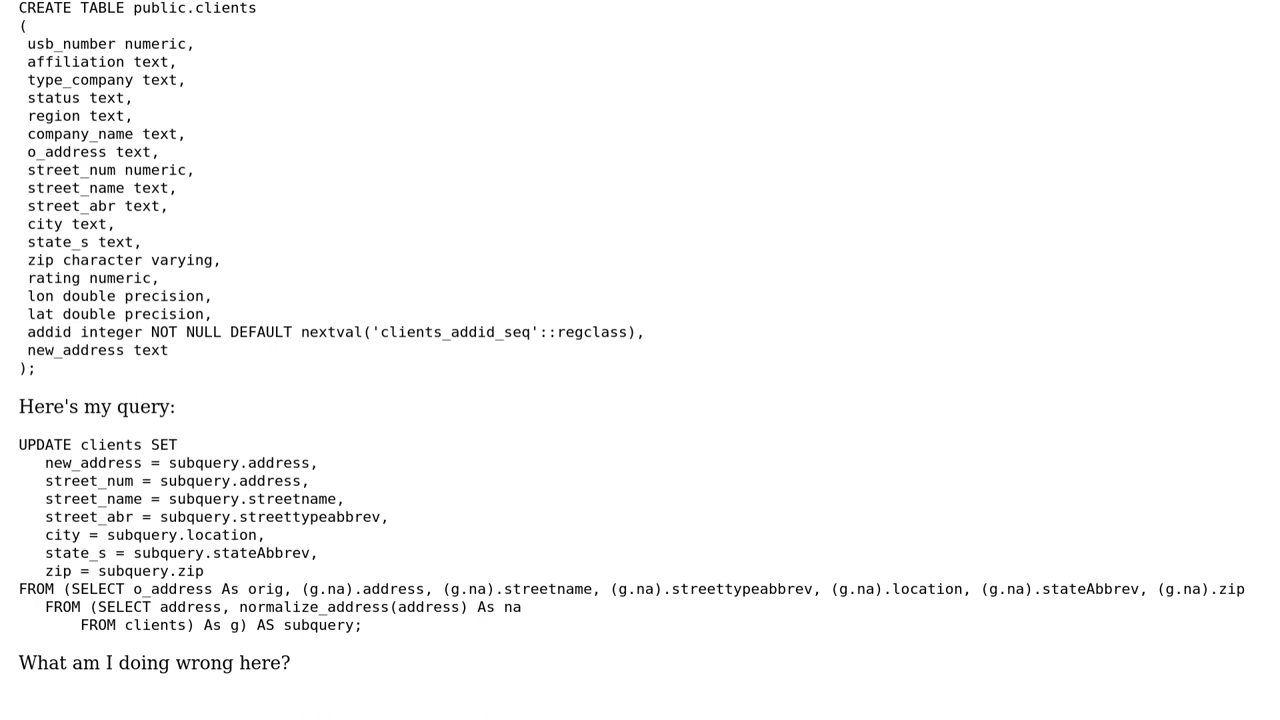 CREATE TABLE public.clients
(
 usb_number numeric,
 affiliation text,
 type_company text,
 status text,
 region text,
 company_name text,
 o_address text,
 street_num numeric,
 street_name text,
 street_abr text,
 city text,
 state_s text,
 zip character varying,
 rating numeric,
 lon double precision,
 lat double precision,
 addid integer NOT NULL DEFAULT nextval('clients_addid_seq'::regclass),
 new_address text
);
Here's my query:
UPDATE clients SET
   new_address = subquery.address,
   street_num = subquery.address,
   street_name = subquery.streetname,
   street_abr = subquery.streettypeabbrev,
   city = subquery.location,
   state_s = subquery.stateAbbrev,
   zip = subquery.zip
FROM (SELECT o_address As orig, (g.na).address, (g.na).streetname, (g.na).streettypeabbrev, (g.na).location, (g.na).stateAbbrev, (g.na).zip
   FROM (SELECT address, normalize_address(address) As na
       FROM clients) As g) AS subquery;
What am I doing wrong here?